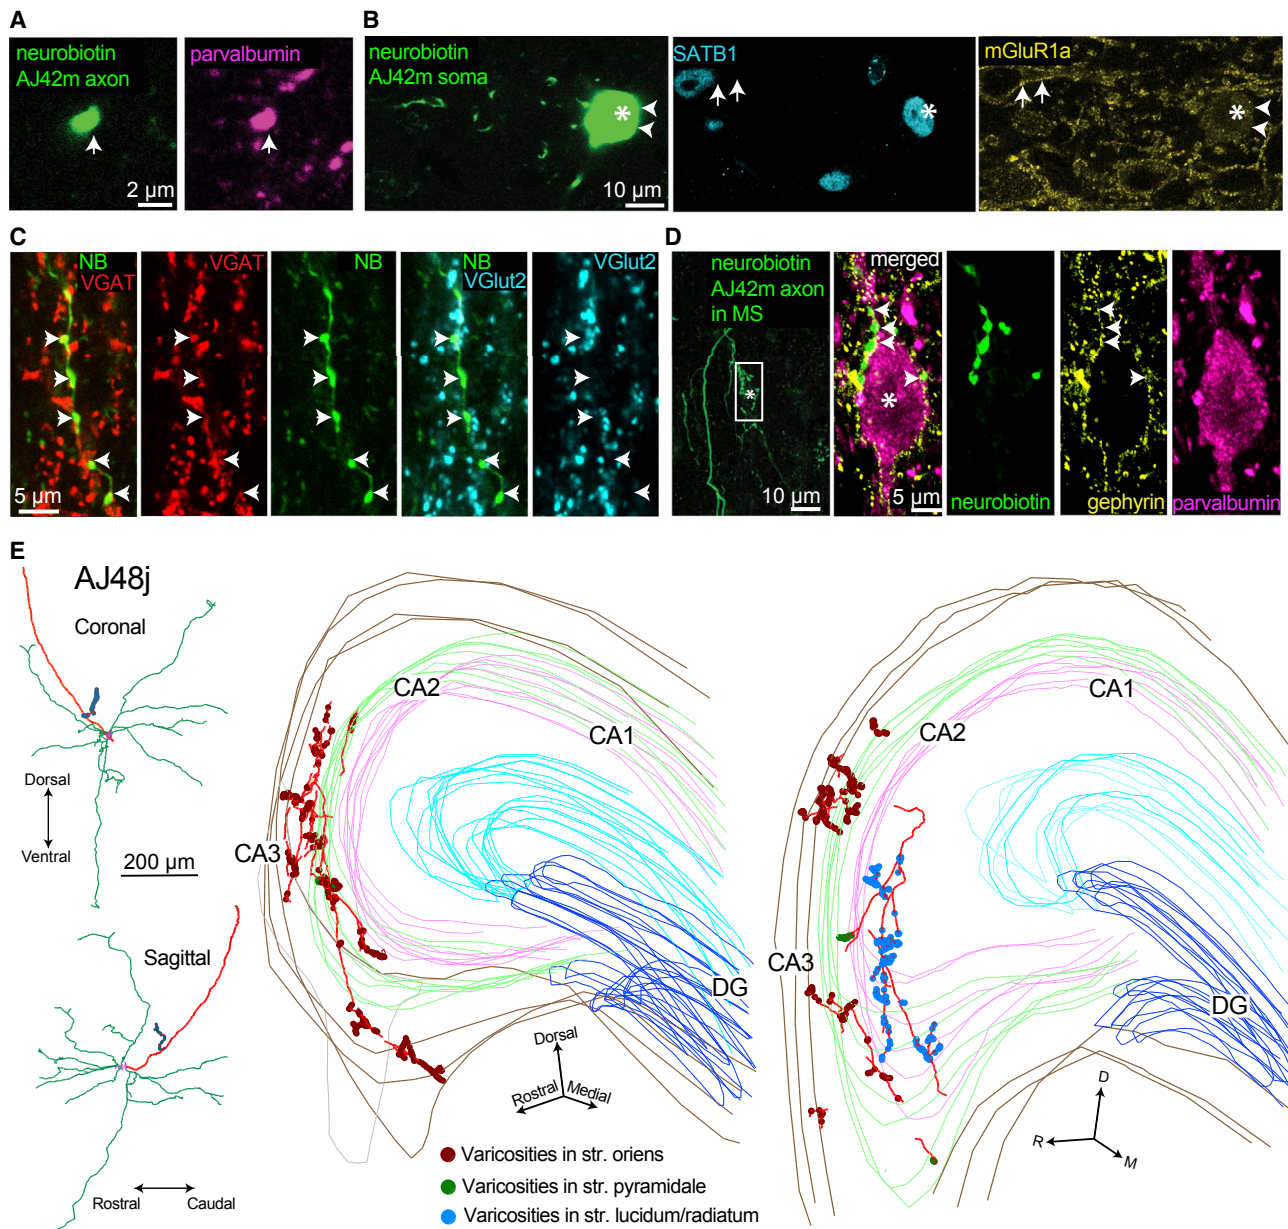 A
neurobiotin
AJ42m axon
2 µm
parvalbumin
B
neurobiotin
AJ42m soma
10 µm
SATB1
mGluR1a
C
NB
VGAT
5 µm
VGAT
NB
NB
VGlut2
VGlut2
D
neurobiotin
AJ42m axon
in MS
10 µm
merged
5 µm
neurobiotin
gephyrin
parvalbumin
E
AJ48j
Coronal
Dorsal
Ventral
200 µm
Sagittal
Rostral
Caudal
CA2
CA1
CA3
DG
Dorsal
Rostral
Medial
CA1
CA2
CA3
DG
D
R
M
Varicosities in str. oriens
Varicosities in str. pyramidale
Varicosities in str. lucidum/radiatum